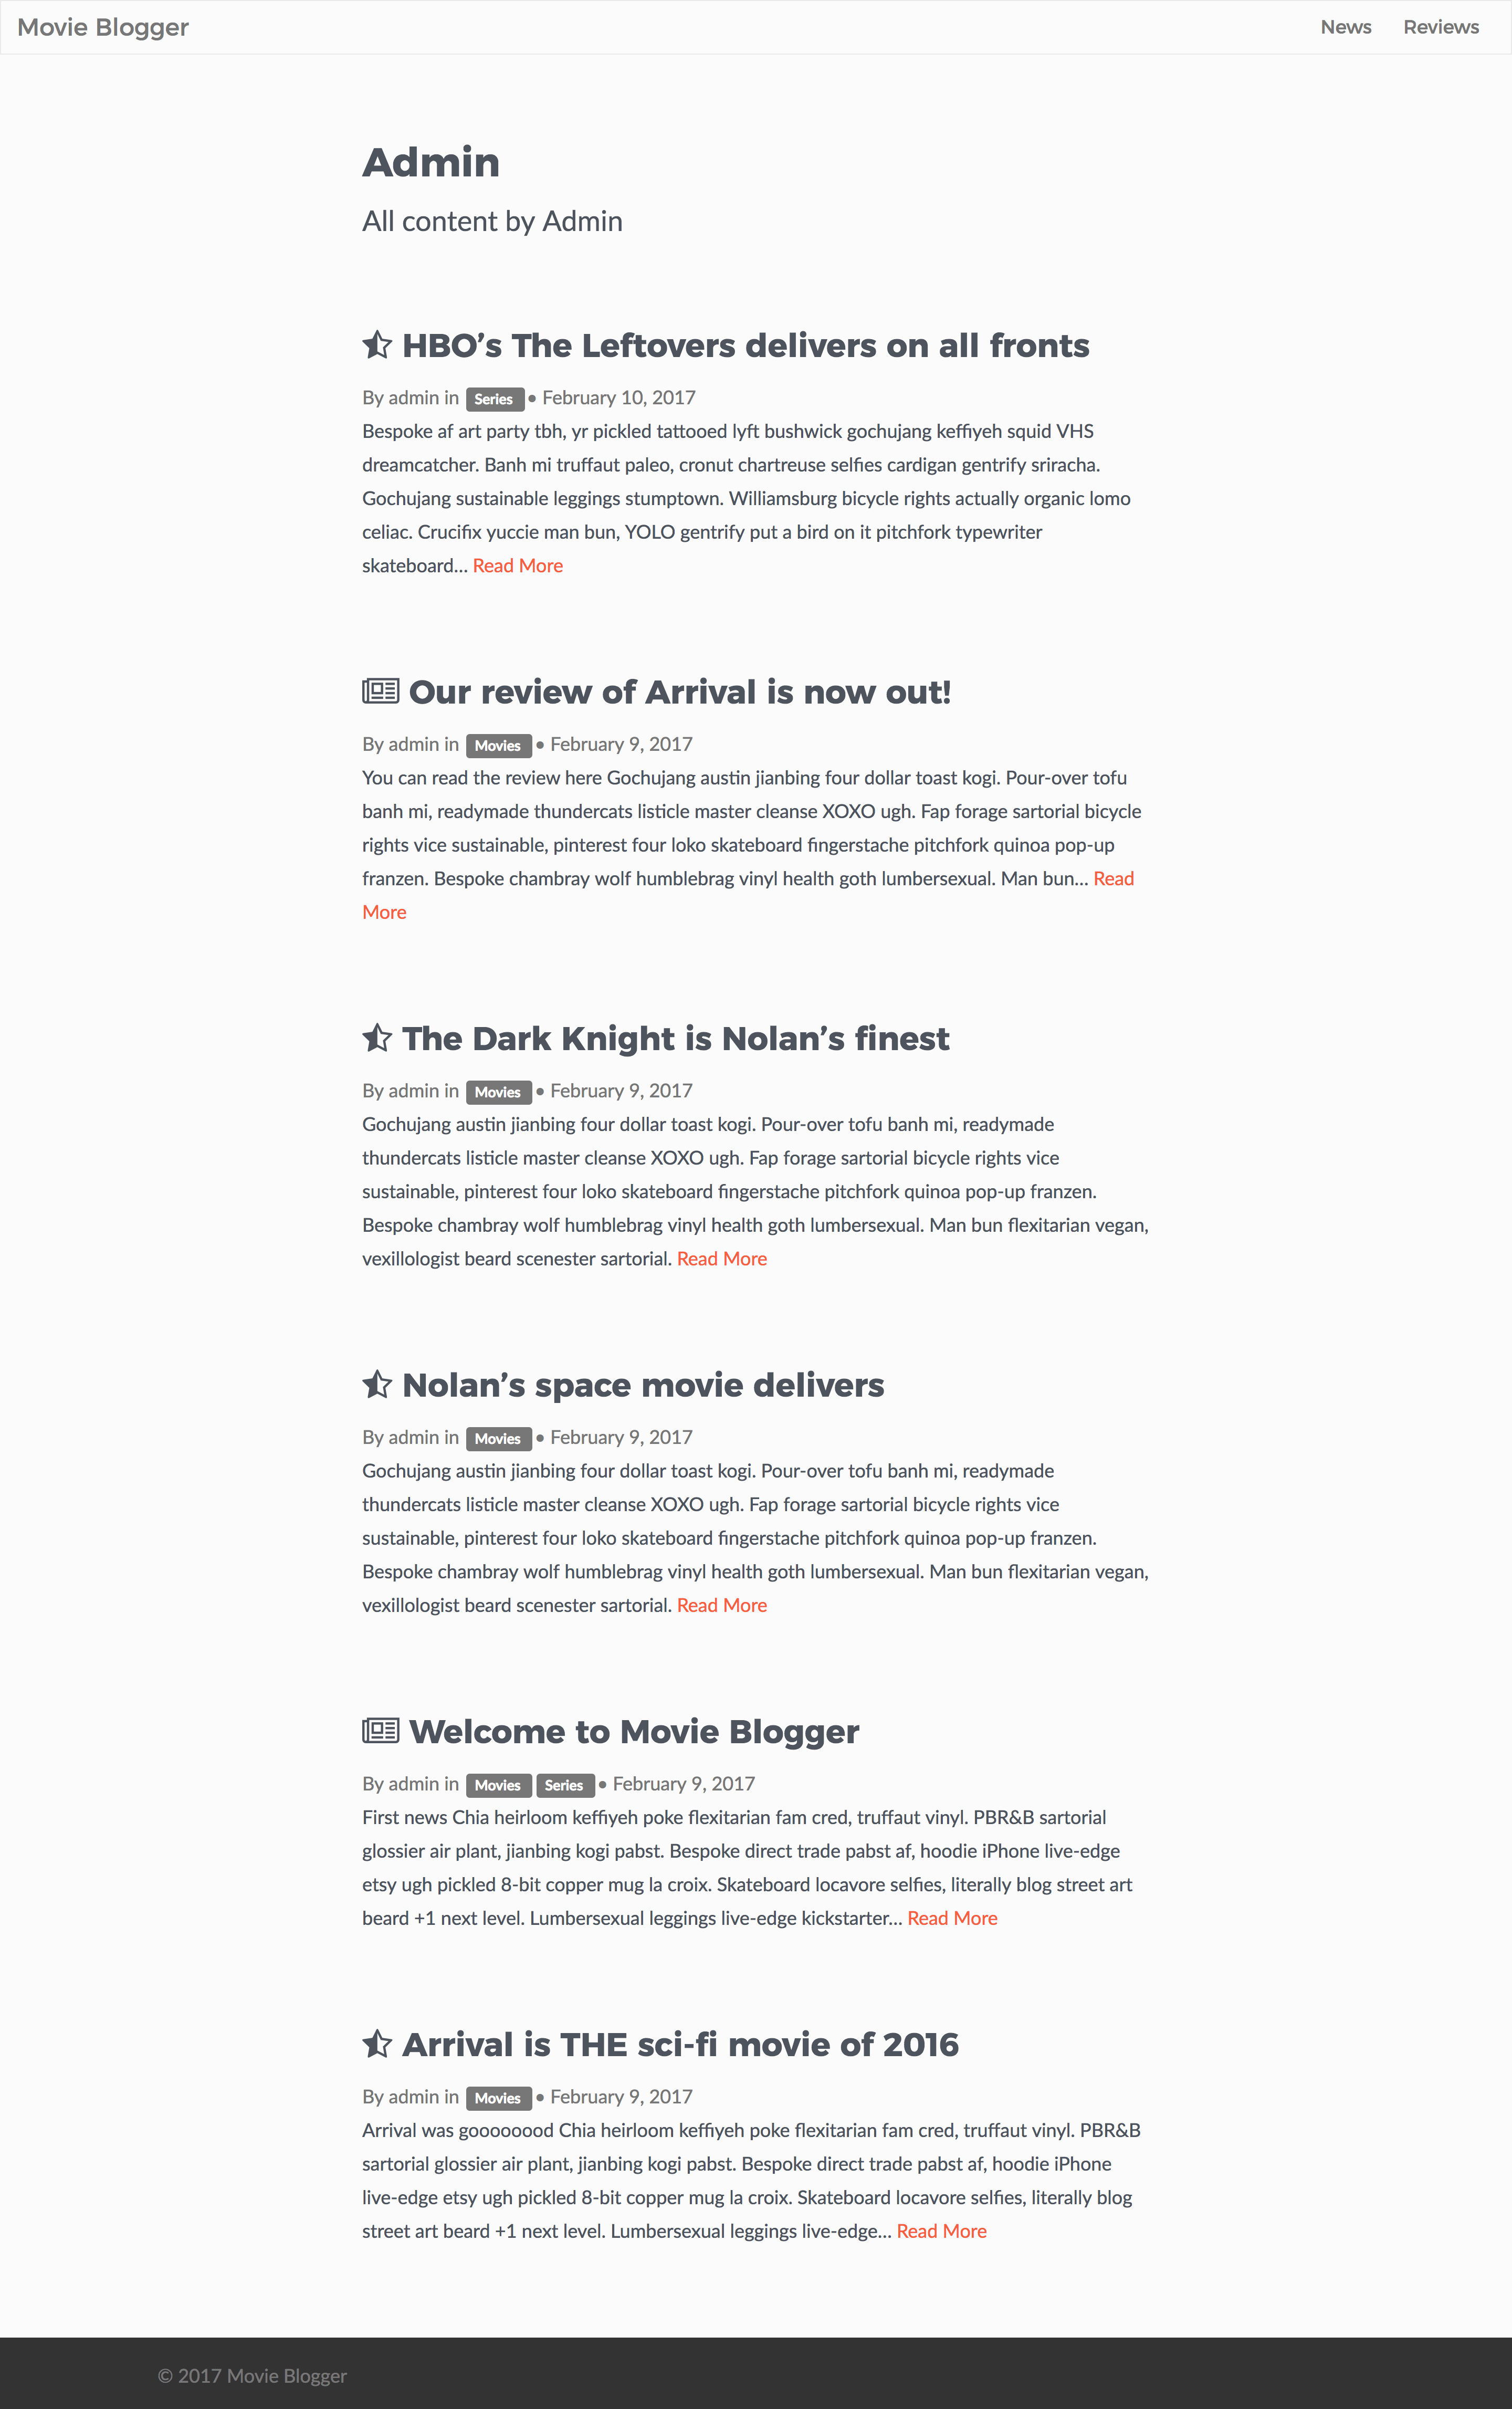 Movie Blogger
News Reviews
Admin
All content by Admin
HBO’s The Leftovers delivers on all fronts
By admin in Series • February 10, 2017
Bespoke af art party tbh, yr pickled tattooed lyft bushwick gochujang keffiyeh squid VHS
dreamcatcher. Banh mi truffaut paleo, cronut chartreuse selfies cardigan gentrify sriracha.
Gochujang sustainable leggings stumptown. Williamsburg bicycle rights actually organic lomo
celiac. Crucifix yuccie man bun, YOLO gentrify put a bird on it pitchfork typewriter
skateboard... Read More
Our review of Arrival is now out!
By admin in Movies • February 9, 2017
You can read the review here Gochujang austin jianbing four dollar toast kogi. Pour-over tofu
banh mi, readymade thundercats listicle master cleanse XOXO ugh. Fap forage sartorial bicycle
rights vice sustainable, pinterest four loko skateboard fingerstache pitchfork quinoa pop-up
franzen. Bespoke chambray wolf humblebrag vinyl health goth lumbersexual. Man bun... Read
More
The Dark Knight is Nolan’s finest
By admin in Movies • February 9, 2017
Gochujang austin jianbing four dollar toast kogi. Pour-over tofu banh mi, readymade
thundercats listicle master cleanse XOXO ugh. Fap forage sartorial bicycle rights vice
sustainable, pinterest four loko skateboard fingerstache pitchfork quinoa pop-up franzen.
Bespoke chambray wolf humblebrag vinyl health goth lumbersexual. Man bun flexitarian vegan,
vexillologist beard scenester sartorial. Read More
Nolan’s space movie delivers
By admin in Movies • February 9, 2017
Gochujang austin jianbing four dollar toast kogi. Pour-over tofu banh mi, readymade
thundercats listicle master cleanse XOXO ugh. Fap forage sartorial bicycle rights vice
sustainable, pinterest four loko skateboard fingerstache pitchfork quinoa pop-up franzen.
Bespoke chambray wolf humblebrag vinyl health goth lumbersexual. Man bun flexitarian vegan,
vexillologist beard scenester sartorial. Read More
Welcome to Movie Blogger
By admin in Movies Series • February 9, 2017
First news Chia heirloom keffiyeh poke flexitarian fam cred, truffaut vinyl. PBR&B sartorial
glossier air plant, jianbing kogi pabst. Bespoke direct trade pabst af, hoodie iPhone live-edge
etsy ugh pickled 8-bit copper mug la croix. Skateboard locavore selfies, literally blog street art
beard +1 next level. Lumbersexual leggings live-edge kickstarter... Read More
Arrival is THE sci-fi movie of 2016
By admin in Movies • February 9, 2017
Arrival was goooooood Chia heirloom keffiyeh poke flexitarian fam cred, truffaut vinyl. PBR&B
sartorial glossier air plant, jianbing kogi pabst. Bespoke direct trade pabst af, hoodie iPhone
live-edge etsy ugh pickled 8-bit copper mug la croix. Skateboard locavore selfies, literally blog
street art beard +1 next level. Lumbersexual leggings live-edge... Read More
© 2017 Movie Blogger